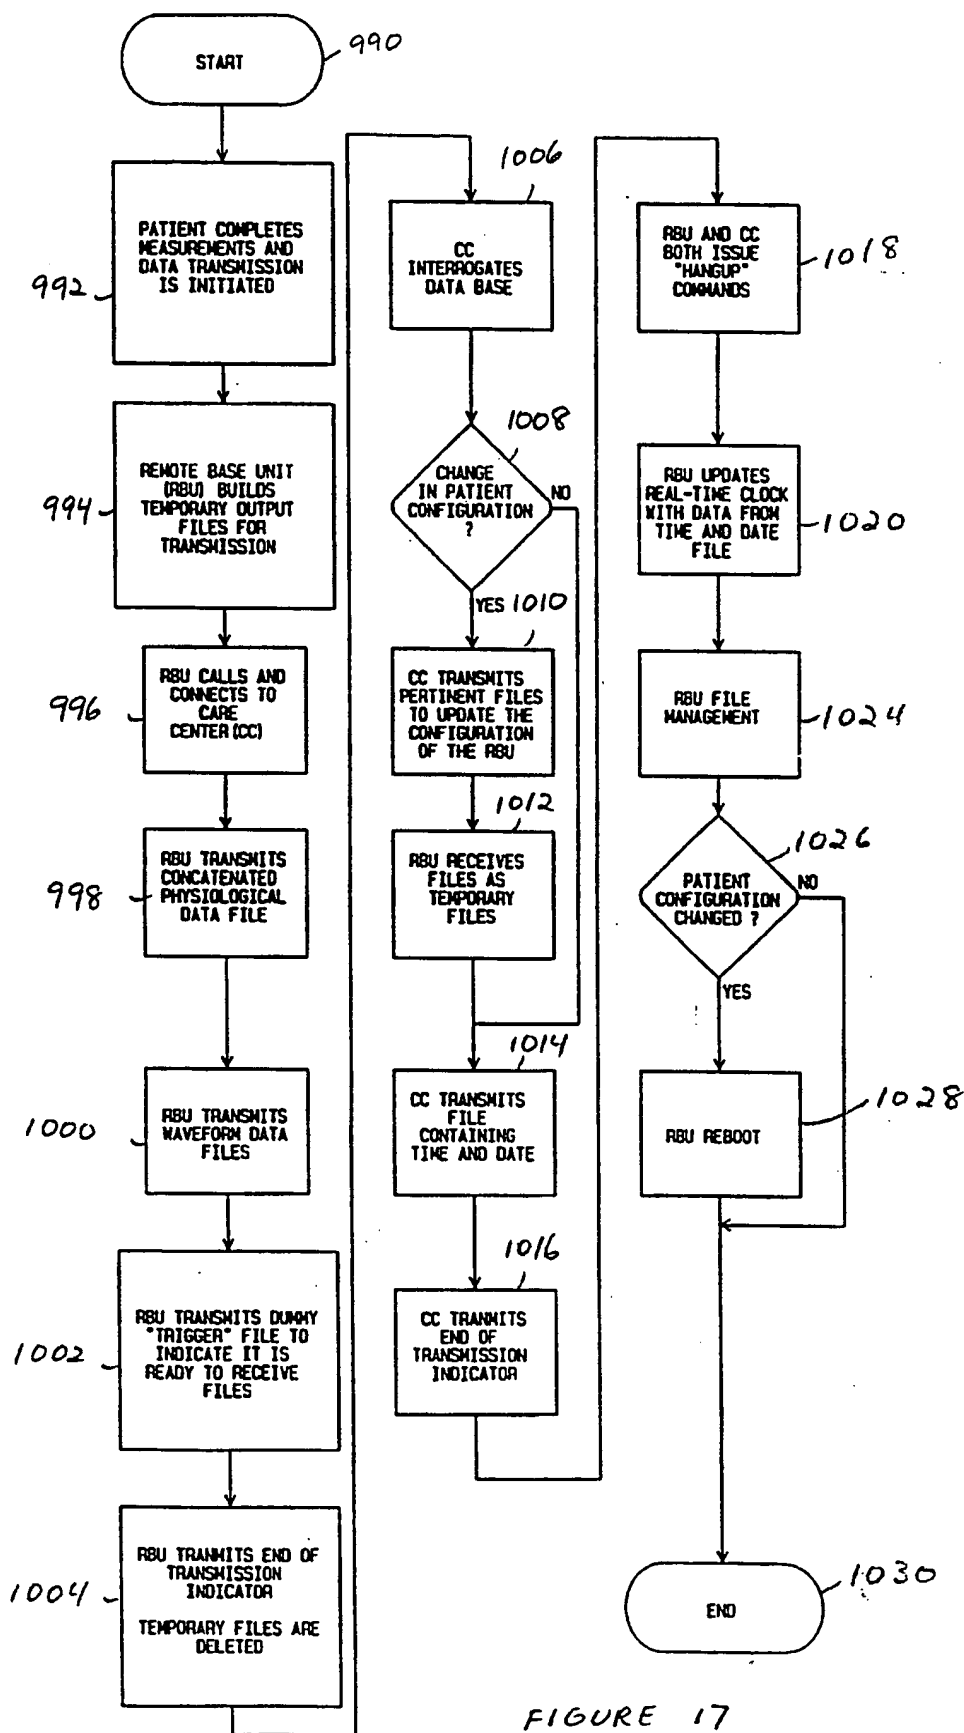 START
990
PATIENT COMPLETES
MEASUREMENTS AND
DATA TRANSMISSION
IS INITIATED
992
REMOTE BASE UNIT
(RBU) BUILDS
TEMPORARY OUTPUT
FILES FOR
TRANSMISSION
994
RBU CALLS AND
CONNECTS TO
CARE
CENTER (CC)
996
RBU TRANSMITS
CONCATENATED
PHYSIOLOGICAL
DATA FILE
998
RBU TRANSMITS
WAVEFORM DATA
FILES
1000
RBU TRANSMITS DUMMY
"TRIGGER" FILE TO
INDICATE IT IS
READY TO RECEIVE
FILES
1002
RBU TRANMITS END OF
TRANSMISSION
INDICATOR
TEMPORARY FILES ARE
DELETED
1004
1006
CC
INTERROGATES
DATA BASE
1008
CHANGE
IN PATIENT
CONFIGURATION
?
NO
YES
1010
CC TRANSMITS
PERTINENT FILES
TO UPDATE THE
CONFIGURATION
OF THE RBU
1012
RBU RECEIVES
FILES AS
TEMPORARY
FILES
1014
CC TRANSMITS
FILE
CONTAINING
TIME AND DATE
1016
CC TRANMITS
END OF
TRANSMISSION
INDICATOR
RBU AND CC
BOTH ISSUE
"HANGUP"
COMMANDS
1018
RBU UPDATES
REAL-TIME CLOCK
WITH DATA FROM
TIME AND DATE
FILE
1020
RBU FILE
MANAGEMENT
1024
1026
PATIENT
CONFIGURATION
CHANGED ?
NO
YES
RBU REBOOT
1028
END
1030
FIGURE 17